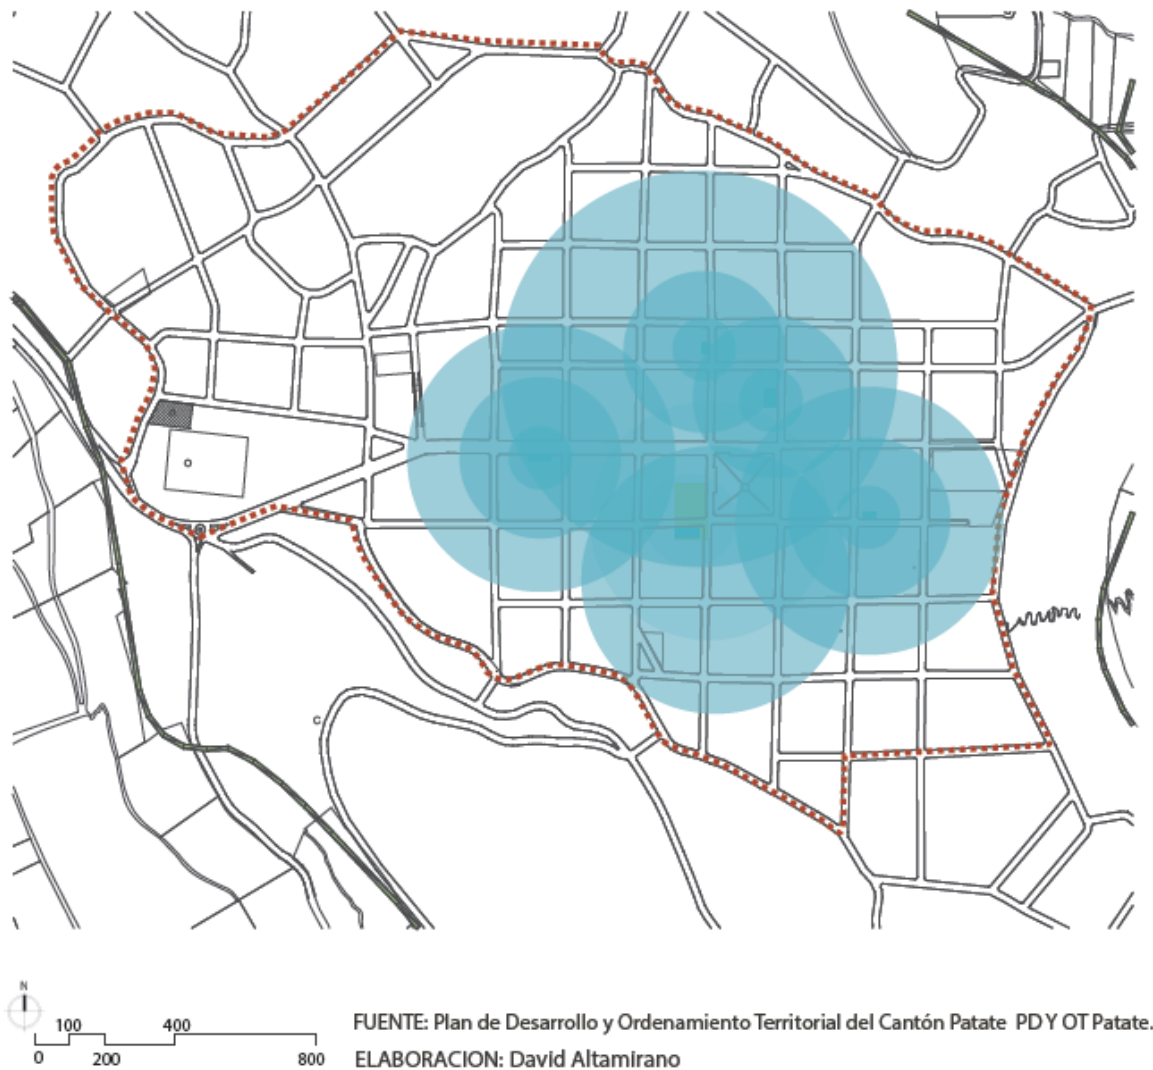 N
100 400
0 200 800
FUENTE: Plan de Desarrollo y Ordenamiento Territorial del Cantón Patate PD Y OT Patate.
ELABORACION: David Altamirano